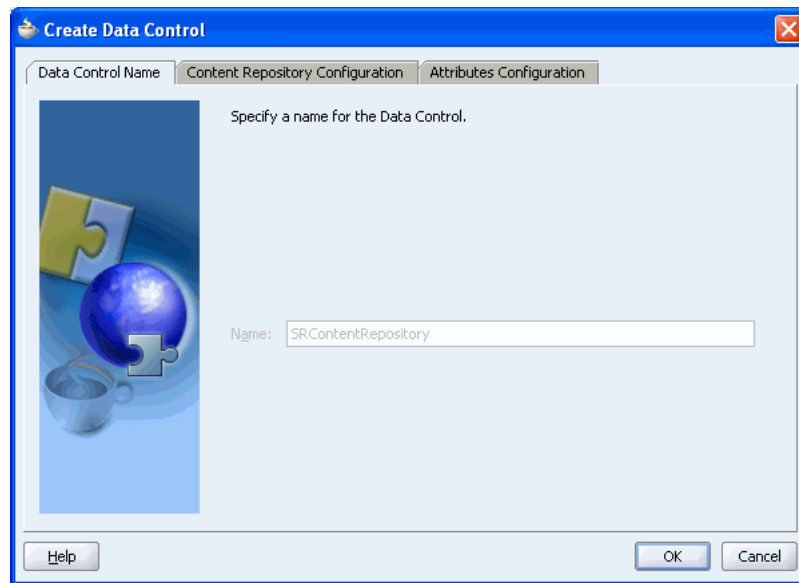 Create Data Control
Data Control Name Content Repository Configuration Attributes Configuration
Specify a name for the Data Control.
Name: SRContentRepository
Help OK Cancel